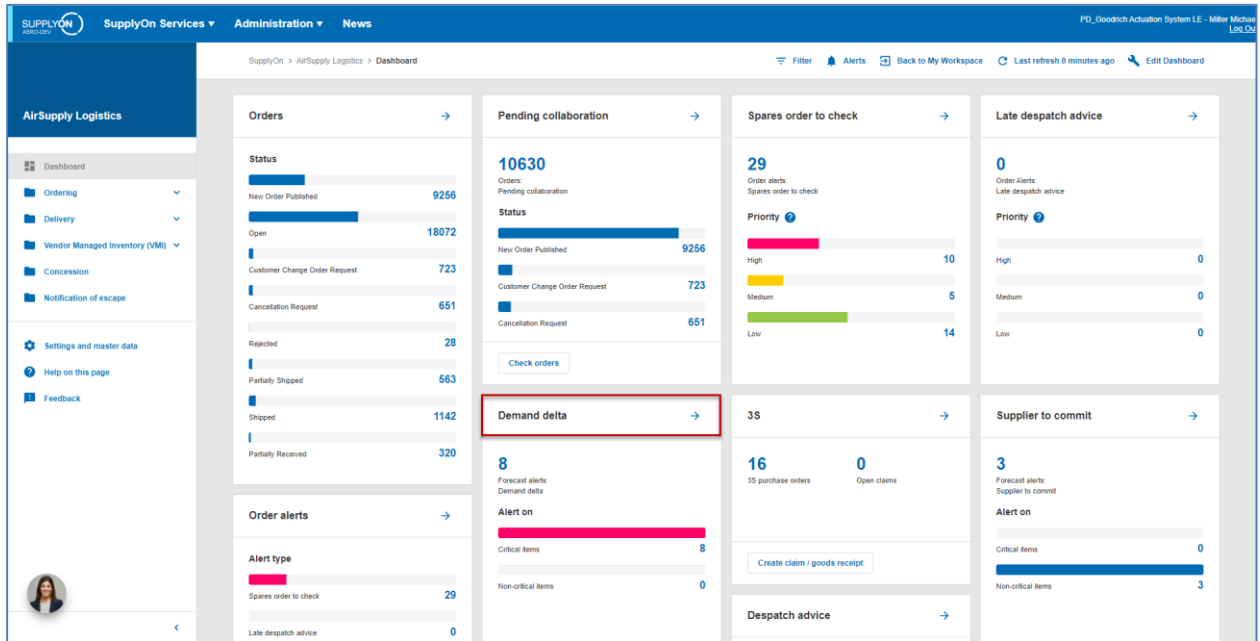 SUPPLYON
AERO-DEV
SupplyOn Services
Administration
News
PD_Goodrich Actuation System LE - Miller Michae
Log Ou
AirSupply Logistics
Dashboard
Ordering
Delivery
Vendor Managed Inventory (VMI)
Concession
Notification of escape
Settings and master data
Help on this page
Feedback
SupplyOn > AirSupply Logistics > Dashboard
Filter
Alerts
Back to My Workspace
Last refresh 0 minutes ago
Edit Dashboard
Orders
Status
New Order Published 9256
Open 18072
Customer Change Order Request 723
Cancellation Request 651
Rejected 28
Partially Shipped 563
Shipped 1142
Partially Received 320
Order alerts
Alert type
Spares order to check 29
Late despatch advice 0
Pending collaboration
10630
Orders:
Pending collaboration
Status
New Order Published 9256
Customer Change Order Request 723
Cancellation Request 651
Check orders
Demand delta
8
Forecast alerts:
Demand delta
Alert on
Critical items 8
Non-critical items 0
Spares order to check
29
Order alerts:
Spares order to check
Priority ?
High 10
Medium 5
Low 14
3S
16 0
3S purchase orders Open claims
Create claim / goods receipt
Despatch advice
Late despatch advice
0
Order Alerts:
Late despatch advice
Priority ?
High 0
Medium 0
Low 0
Supplier to commit
3
Forecast alerts:
Supplier to commit
Alert on
Critical items 0
Non-critical items 3